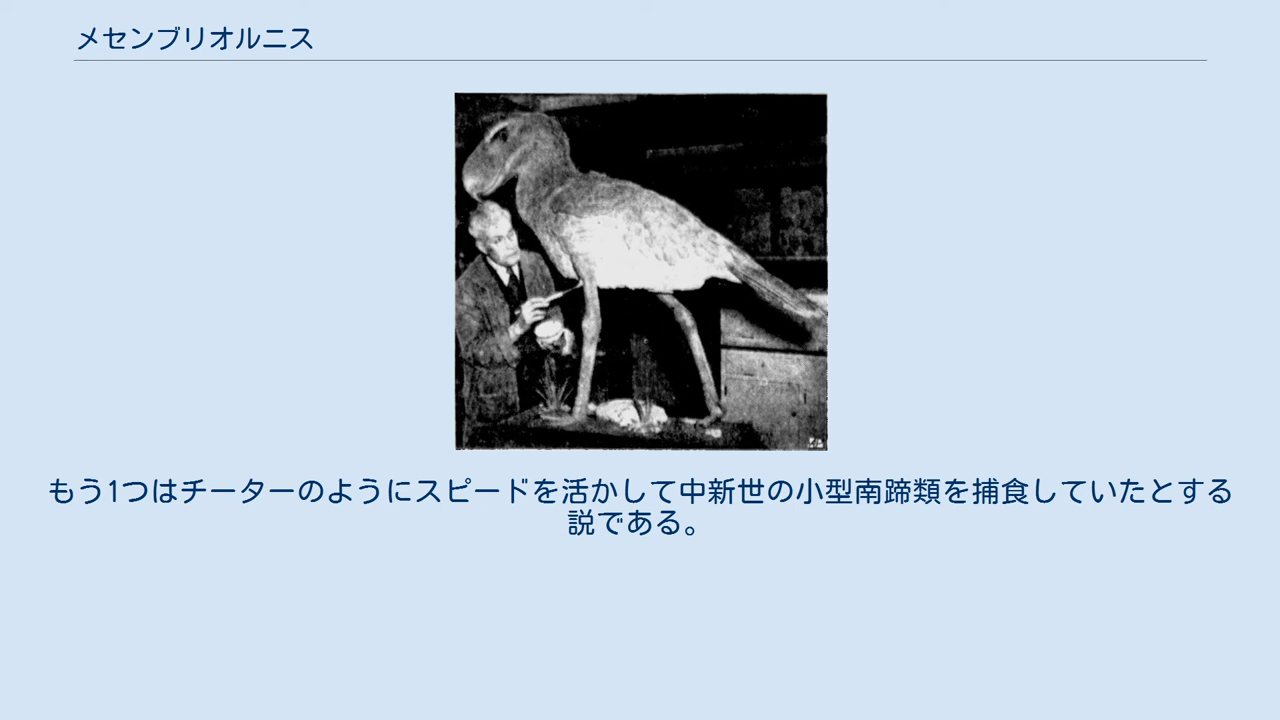 メセンブリオルニス
もう1つはチーターのようにスピードを活かして中新世の小型南蹄類を捕食していたとする
説である。